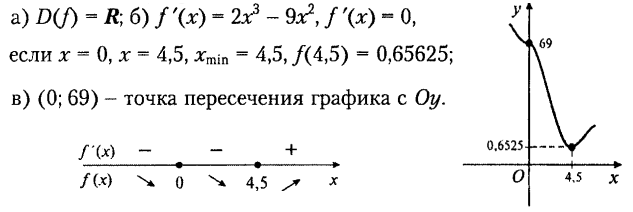 а) D(f) = R; б) f ′(x) = 2x³ – 9x², f ′(x) = 0,
если x = 0, x = 4,5, xmin = 4,5, f(4,5) = 0,65625;
в) (0; 69) – точка пересечения графика с Oy.
f ′(x) – – +
f(x) ↘ 0 ↘ 4,5 ↗ x
y
69
0,6525
O 4,5 x